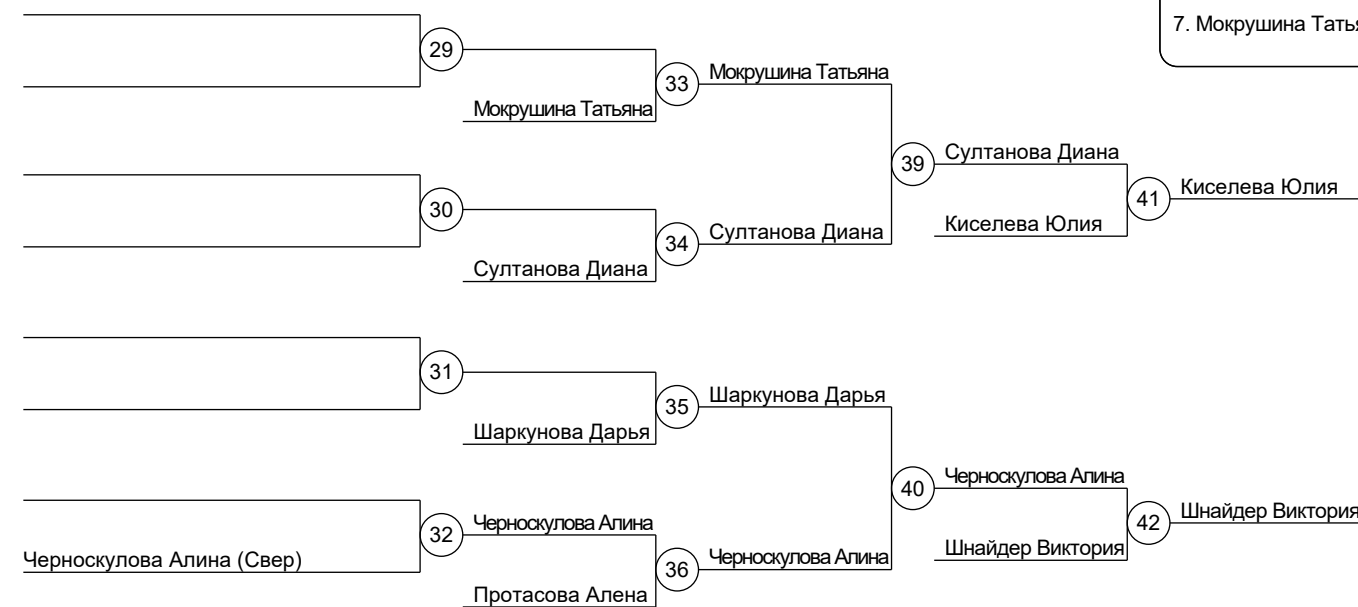 7. Мокрушина Татья
29
33
Мокрушина Татьяна
Мокрушина Татьяна
39
Султанова Диана
30
41
Киселева Юлия
34
Султанова Диана
Киселева Юлия
Султанова Диана
31
35
Шаркунова Дарья
Шаркунова Дарья
40
Черноскулова Алина
32
Черноскулова Алина
42
Шнайдер Виктория
Черноскулова Алина (Свер)
36
Черноскулова Алина
Шнайдер Виктория
Протасова Алена